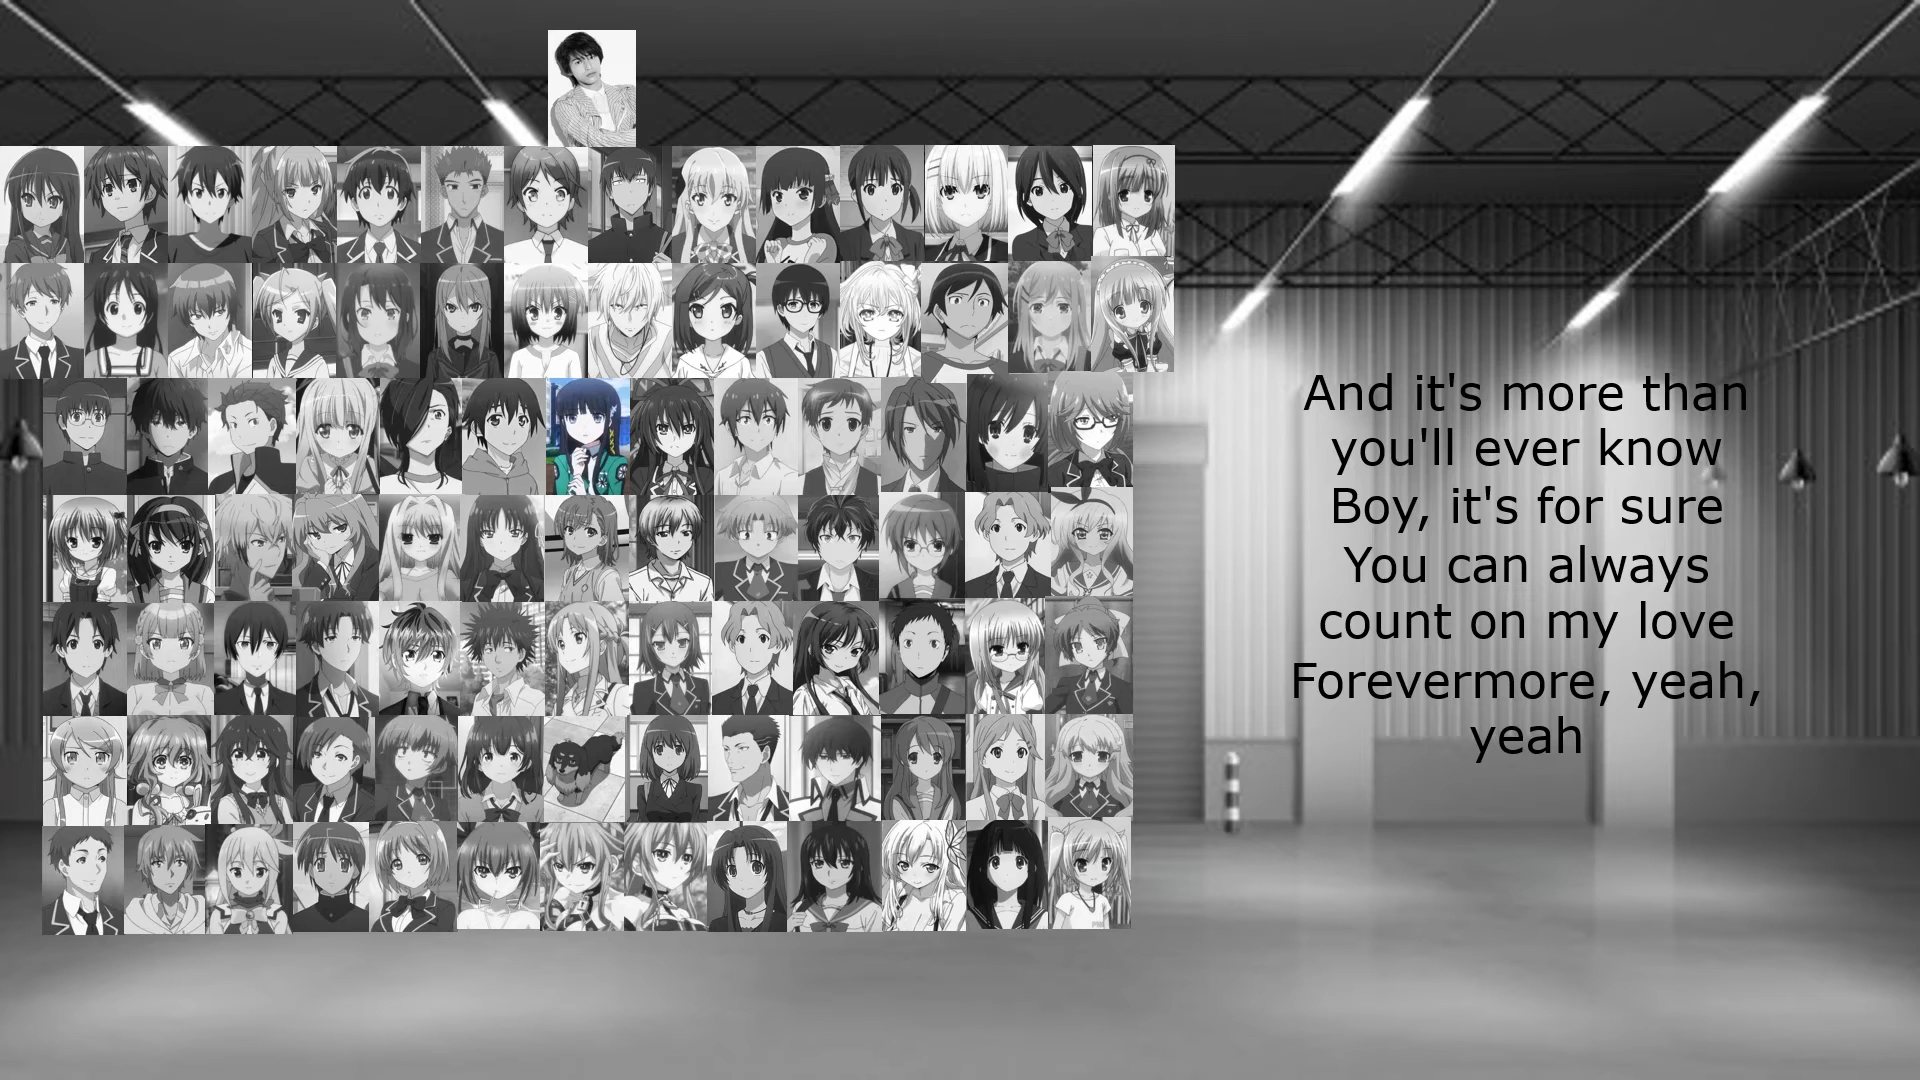 And it's more than
you'll ever know
Boy, it's for sure
You can always
count on my love
Forevermore, yeah,
yeah